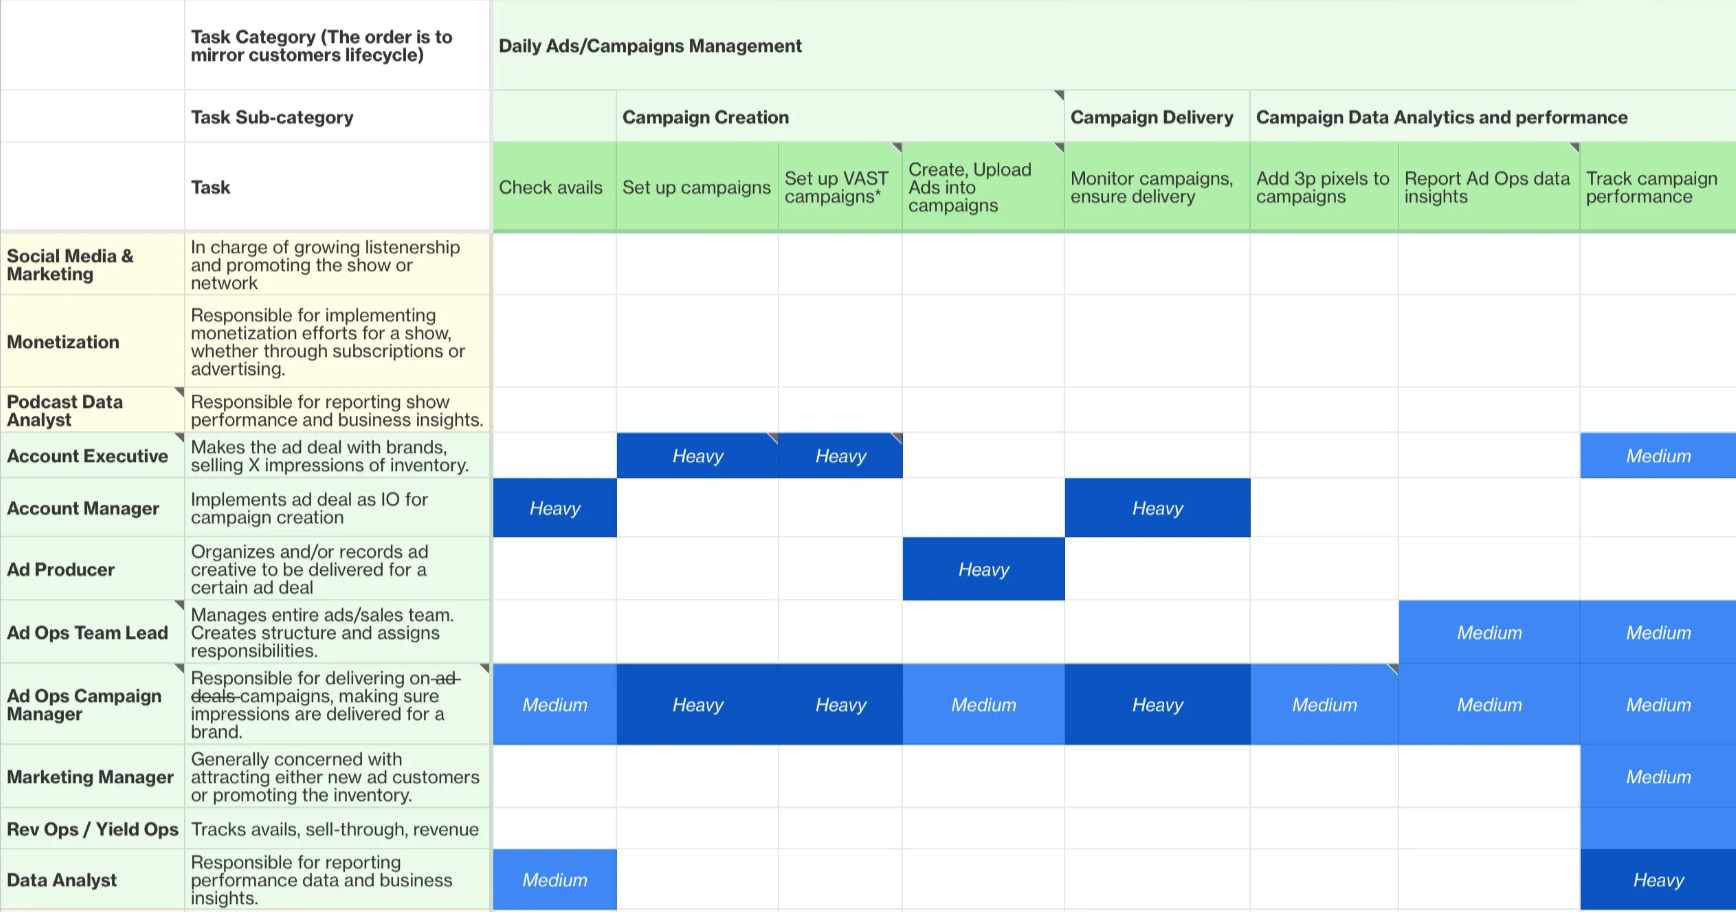 Task Category (The order is to
mirror customers lifecycle)
Daily Ads/Campaigns Management
Task Sub-category
Campaign Creation
Campaign Delivery
Campaign Data Analytics and performance
Task
Check avails
Set up campaigns
Set up VAST
campaigns*
Create, Upload
Ads into
campaigns
Monitor campaigns,
ensure delivery
Add 3p pixels to
campaigns
Report Ad Ops data
insights
Track campaign
performance
Social Media &
Marketing
In charge of growing listenership
and promoting the show or
network
Monetization
Responsible for implementing
monetization efforts for a show,
whether through subscriptions or
advertising.
Podcast Data
Analyst
Responsible for reporting show
performance and business insights.
Account Executive
Makes the ad deal with brands,
selling X impressions of inventory.
Heavy
Heavy
Medium
Account Manager
Implements ad deal as IO for
campaign creation
Heavy
Heavy
Ad Producer
Organizes and/or records ad
creative to be delivered for a
certain ad deal
Heavy
Ad Ops Team Lead
Manages entire ads/sales team.
Creates structure and assigns
responsibilities.
Medium
Medium
Ad Ops Campaign
Manager
Responsible for delivering on ad
deals campaigns, making sure
impressions are delivered for a
brand.
Medium
Heavy
Heavy
Medium
Heavy
Medium
Medium
Medium
Marketing Manager
Generally concerned with
attracting either new ad customers
or promoting the inventory.
Medium
Rev Ops / Yield Ops
Tracks avails, sell-through, revenue
Data Analyst
Responsible for reporting
performance data and business
insights.
Medium
Heavy